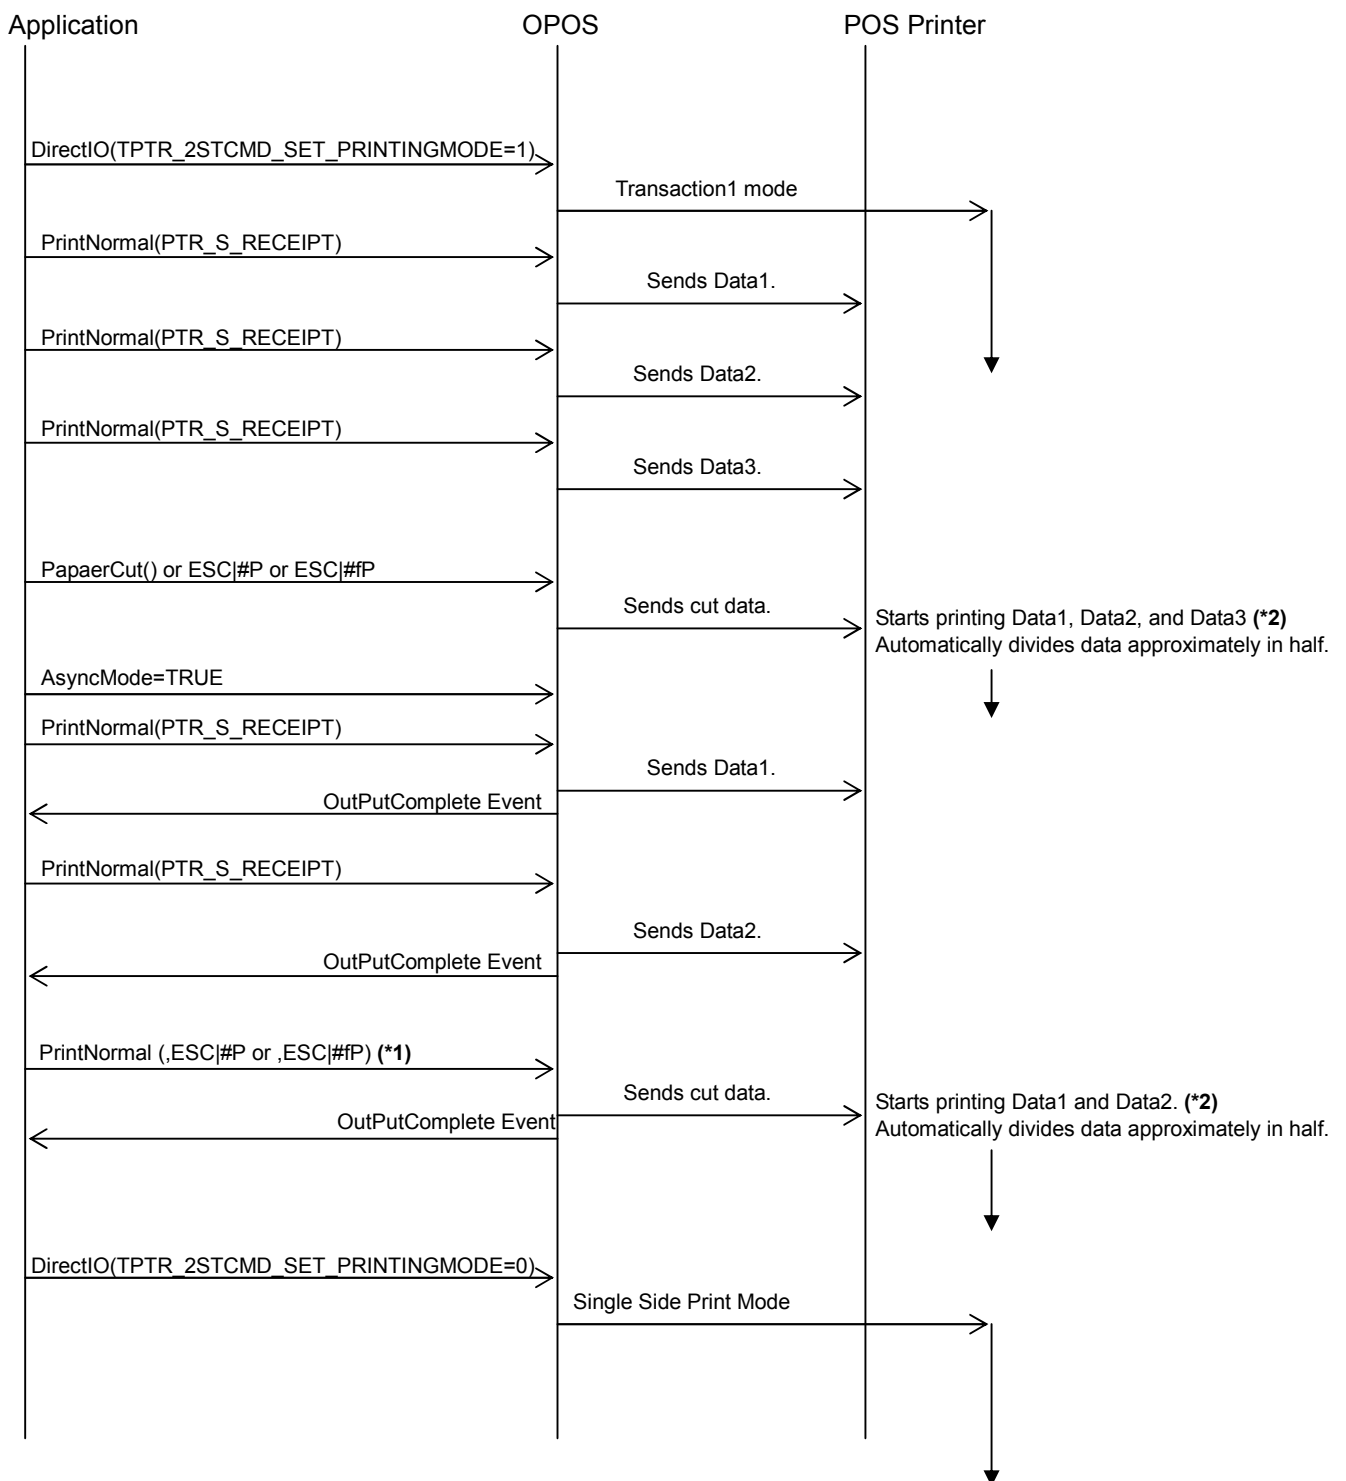 Application
OPOS
POS Printer
DirectIO(TPTR_2STCMD_SET_PRINTINGMODE=1)
Transaction1 mode
PrintNormal(PTR_S_RECEIPT)
Sends Data1.
PrintNormal(PTR_S_RECEIPT)
Sends Data2.
PrintNormal(PTR_S_RECEIPT)
Sends Data3.
PapaerCut() or ESC|#P or ESC|#fP
Sends cut data.
Starts printing Data1, Data2, and Data3 (*2)
Automatically divides data approximately in half.
AsyncMode=TRUE
PrintNormal(PTR_S_RECEIPT)
Sends Data1.
OutPutComplete Event
PrintNormal(PTR_S_RECEIPT)
Sends Data2.
OutPutComplete Event
PrintNormal (,ESC|#P or ,ESC|#fP) (*1)
Sends cut data.
Starts printing Data1 and Data2. (*2)
Automatically divides data approximately in half.
OutPutComplete Event
DirectIO(TPTR_2STCMD_SET_PRINTINGMODE=0)
Single Side Print Mode